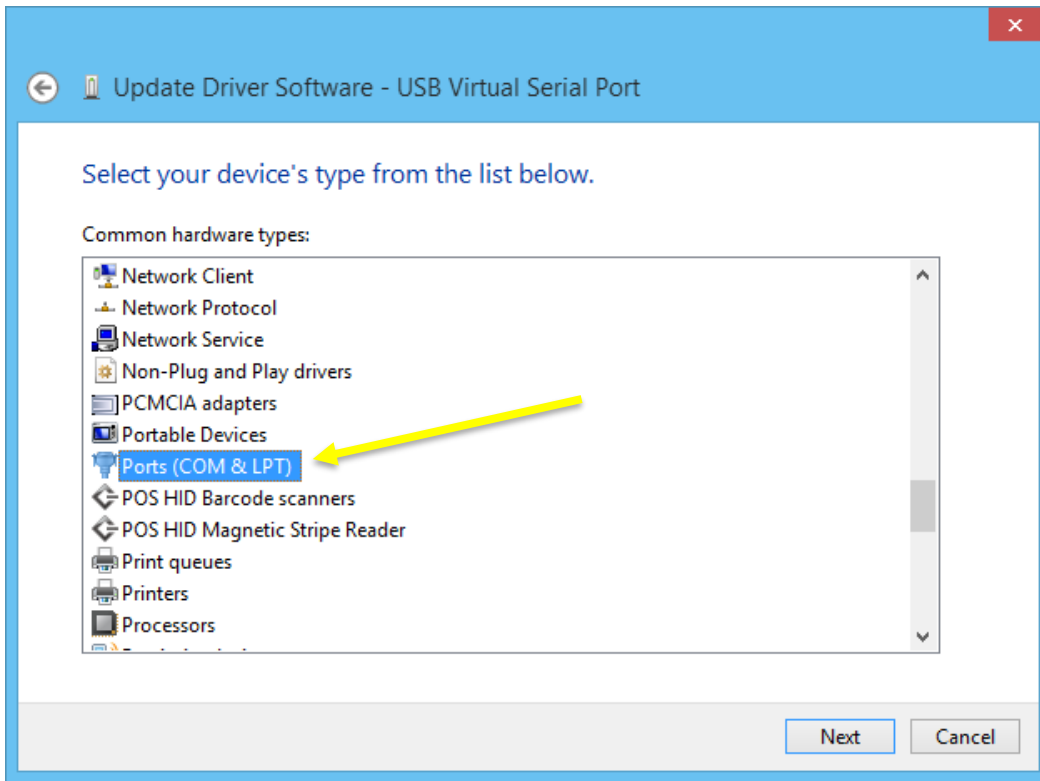 Update Driver Software - USB Virtual Serial Port
Select your device's type from the list below.
Common hardware types:
Network Client
Network Protocol
Network Service
Non-Plug and Play drivers
PCMCIA adapters
Portable Devices
Ports (COM & LPT)
POS HID Barcode scanners
POS HID Magnetic Stripe Reader
Print queues
Printers
Processors
Next Cancel